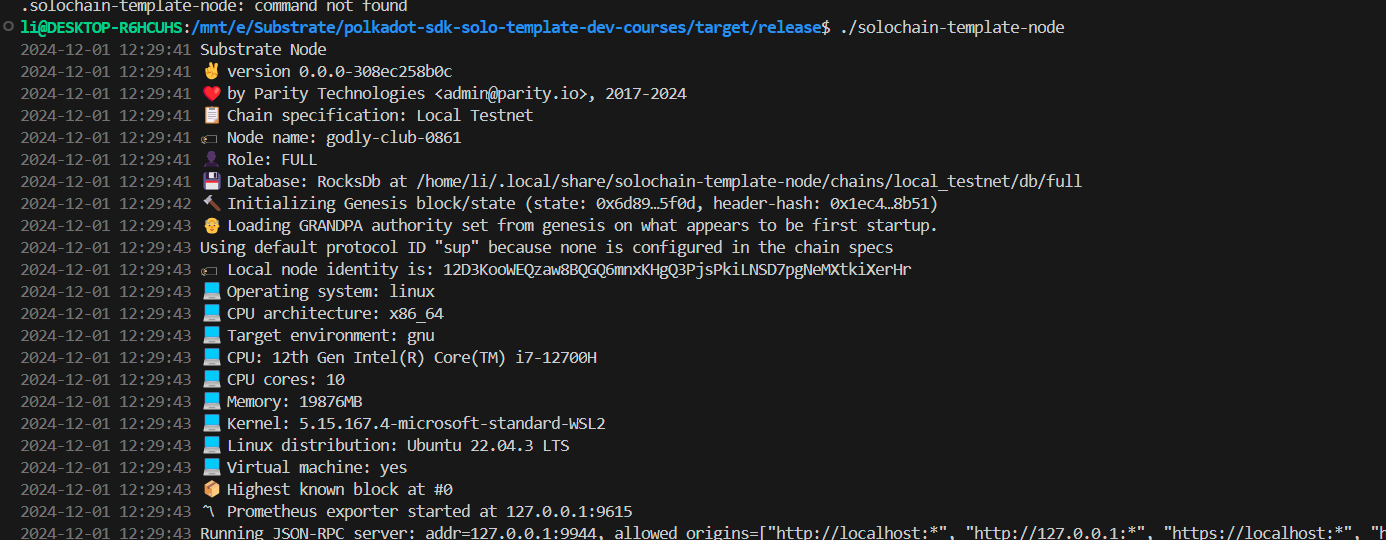 .solochain-template-node: command not found
li@DESKTOP-R6HCUHS:/mnt/e/Substrate/polkadot-sdk-solo-template-dev-courses/target/release$ ./solochain-template-node
2024-12-01 12:29:41 Substrate Node
2024-12-01 12:29:41 ✌️ version 0.0.0-308ec258b0c
2024-12-01 12:29:41 ❤️ by Parity Technologies <admin@parity.io>, 2017-2024
2024-12-01 12:29:41 📋 Chain specification: Local Testnet
2024-12-01 12:29:41 🏷 Node name: godly-club-0861
2024-12-01 12:29:41 👤 Role: FULL
2024-12-01 12:29:41 💾 Database: RocksDb at /home/li/.local/share/solochain-template-node/chains/local_testnet/db/full
2024-12-01 12:29:42 🔨 Initializing Genesis block/state (state: 0x6d89…5f0d, header-hash: 0x1ec4…8b51)
2024-12-01 12:29:43 👴 Loading GRANDPA authority set from genesis on what appears to be first startup.
2024-12-01 12:29:43 Using default protocol ID "sup" because none is configured in the chain specs
2024-12-01 12:29:43 🏷 Local node identity is: 12D3KooWEQzaw8BQGQ6mnxKHgQ3PjsPkiLNSD7pgNeMXtkiXerHr
2024-12-01 12:29:43 💻 Operating system: linux
2024-12-01 12:29:43 💻 CPU architecture: x86_64
2024-12-01 12:29:43 💻 Target environment: gnu
2024-12-01 12:29:43 💻 CPU: 12th Gen Intel(R) Core(TM) i7-12700H
2024-12-01 12:29:43 💻 CPU cores: 10
2024-12-01 12:29:43 💻 Memory: 19876MB
2024-12-01 12:29:43 💻 Kernel: 5.15.167.4-microsoft-standard-WSL2
2024-12-01 12:29:43 💻 Linux distribution: Ubuntu 22.04.3 LTS
2024-12-01 12:29:43 💻 Virtual machine: yes
2024-12-01 12:29:43 📦 Highest known block at #0
2024-12-01 12:29:43 〽️ Prometheus exporter started at 127.0.0.1:9615
2024-12-01 12:29:43 Running JSON-RPC server: addr=127.0.0.1:9944, allowed origins=["http://localhost:*", "http://127.0.0.1:*", "https://localhost:*", "h